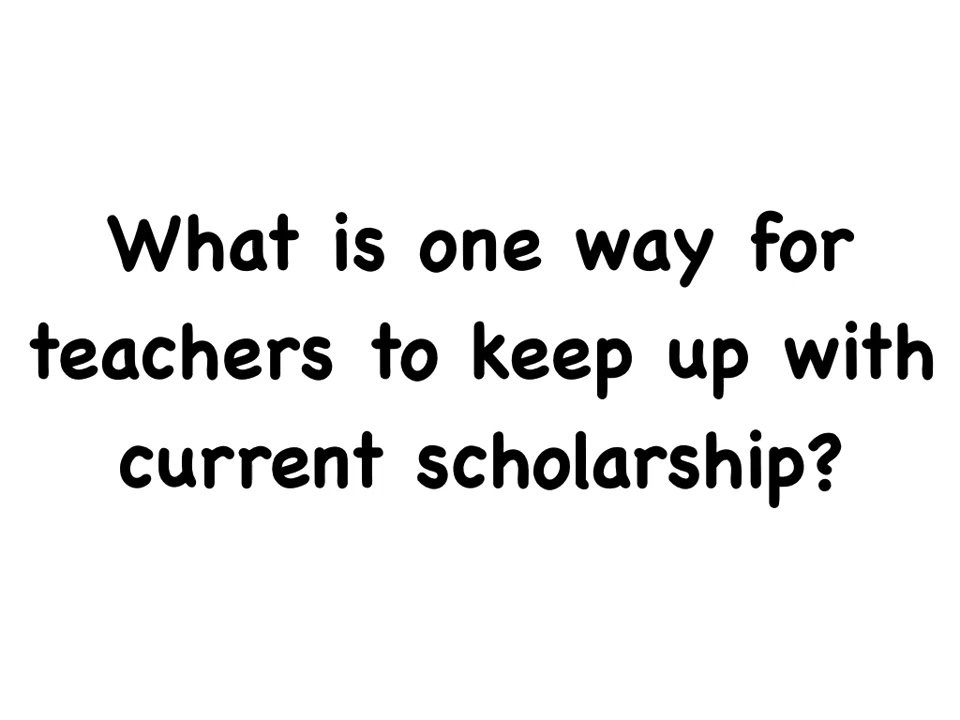 What is one way for
teachers to keep up with
current scholarship?